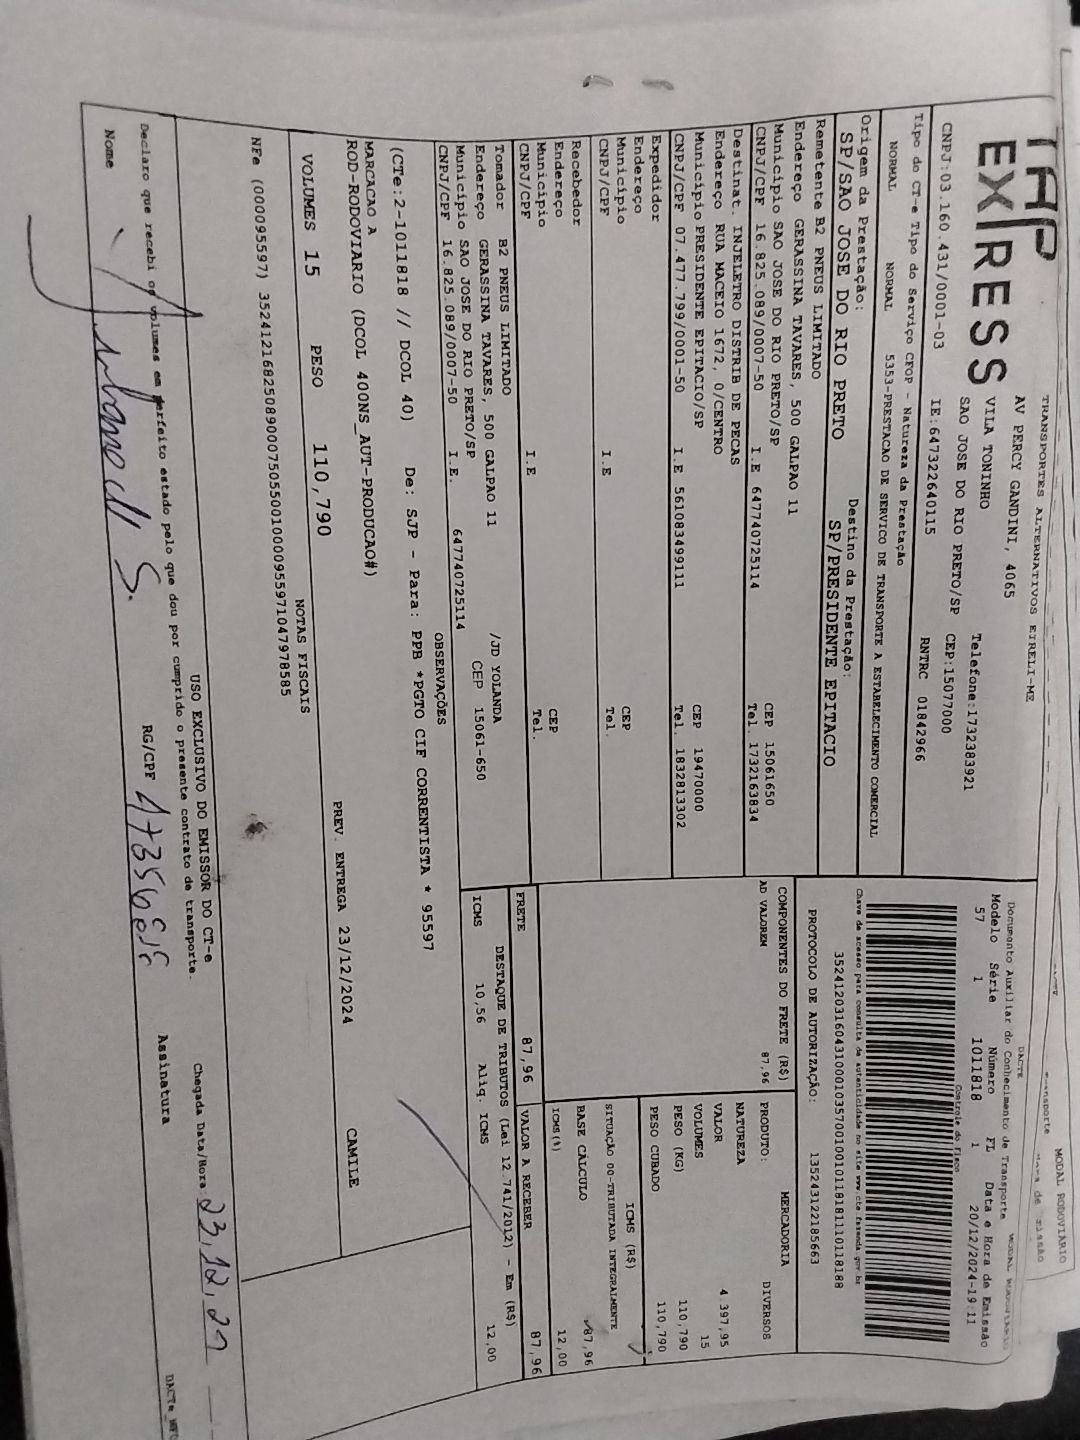 MODAL RODOVIÁRIO
TRANSPORTES ALTERNATIVOS EIRELI-ME
TAP
EXPRESS
AV PERCY GANDINI, 4065
VILA TONINHO
SAO JOSE DO RIO PRETO/SP
Telefone:1732383921
CEP:15077000
CNPJ:03.160.431/0001-03
IE:647322640115
RNTRC 01842966
DACTE
Documento Auxiliar do Conhecimento de Transporte
Modelo Série Número FL Data e Hora de Emissão
57 1 1011818 1 20/12/2024-19:11
Controle do Fisco
Chave de acesso para consulta de autenticidade no site www.cte.fazenda.gov.br
PROTOCOLO DE AUTORIZAÇÃO: 135243122185663
Tipo do CT-e Tipo do Serviço CFOP - Natureza da Prestação
NORMAL NORMAL 5353-PRESTACAO DE SERVICO DE TRANSPORTE A ESTABELECIMENTO COMERCIAL
Origem da Prestação: Destino da Prestação:
SP/SAO JOSE DO RIO PRETO SP/PRESIDENTE EPITACIO
Remetente B2 PNEUS LIMITADO
Endereço GERASSINA TAVARES, 500 GALPAO 11
Município SAO JOSE DO RIO PRETO/SP CEP 15061650
CNPJ/CPF 16.825.089/0007-50 I.E 647740725114 Tel. 1732163834
Destinat. INJELETRO DISTRIB DE PECAS
Endereço RUA MACEIO 1672, 0/CENTRO
Município PRESIDENTE EPITACIO/SP CEP 19470000
CNPJ/CPF 07.477.799/0001-50 I.E 561083499111 Tel. 1832813302
Expedidor
Endereço
Município CEP
CNPJ/CPF I.E Tel.
Recebedor
Endereço
Município CEP
CNPJ/CPF I.E Tel.
Tomador B2 PNEUS LIMITADO
Endereço GERASSINA TAVARES, 500 GALPAO 11 /JD YOLANDA
Município SAO JOSE DO RIO PRETO/SP CEP 15061-650
CNPJ/CPF 16.825.089/0007-50 I.E. 647740725114
COMPONENTES DO FRETE (R$)
AD VALOREM 87,96
FRETE 87,96
PRODUTO: MERCADORIA
NATUREZA DIVERSOS
VALOR 4.397,95
VOLUMES 15
PESO (KG) 110,790
PESO CUBADO 110,790
ICMS (R$)
SITUAÇÃO 00-TRIBUTADA INTEGRALMENTE
BASE CÁLCULO 87,96
ICMS(%) 12,00
VALOR A RECEBER 87,96
DESTAQUE DE TRIBUTOS (Lei 12.741/2012) - Em (R$)
ICMS 10,56 Alíq. ICMS 12,00
OBSERVAÇÕES
(CTe:2-1011818 // DCOL 40) De: SJP - Para: PPB *PGTO CIF CORRENTISTA * 95597
MARCACAO A
ROD-RODOVIARIO (DCOL 400NS_AUT-PRODUCAO#)
VOLUMES 15 PESO 110,790 PREV. ENTREGA 23/12/2024 CAMILE
NOTAS FISCAIS
NFe (000095597) 35241216825089000750550010000955971047978585
USO EXCLUSIVO DO EMISSOR DO CT-e
Declaro que recebi os volumes em perfeito estado pelo que dou por cumprido o presente contrato de transporte.
Chegada Data/Hora 23,12,
Nome RG/CPF Assinatura